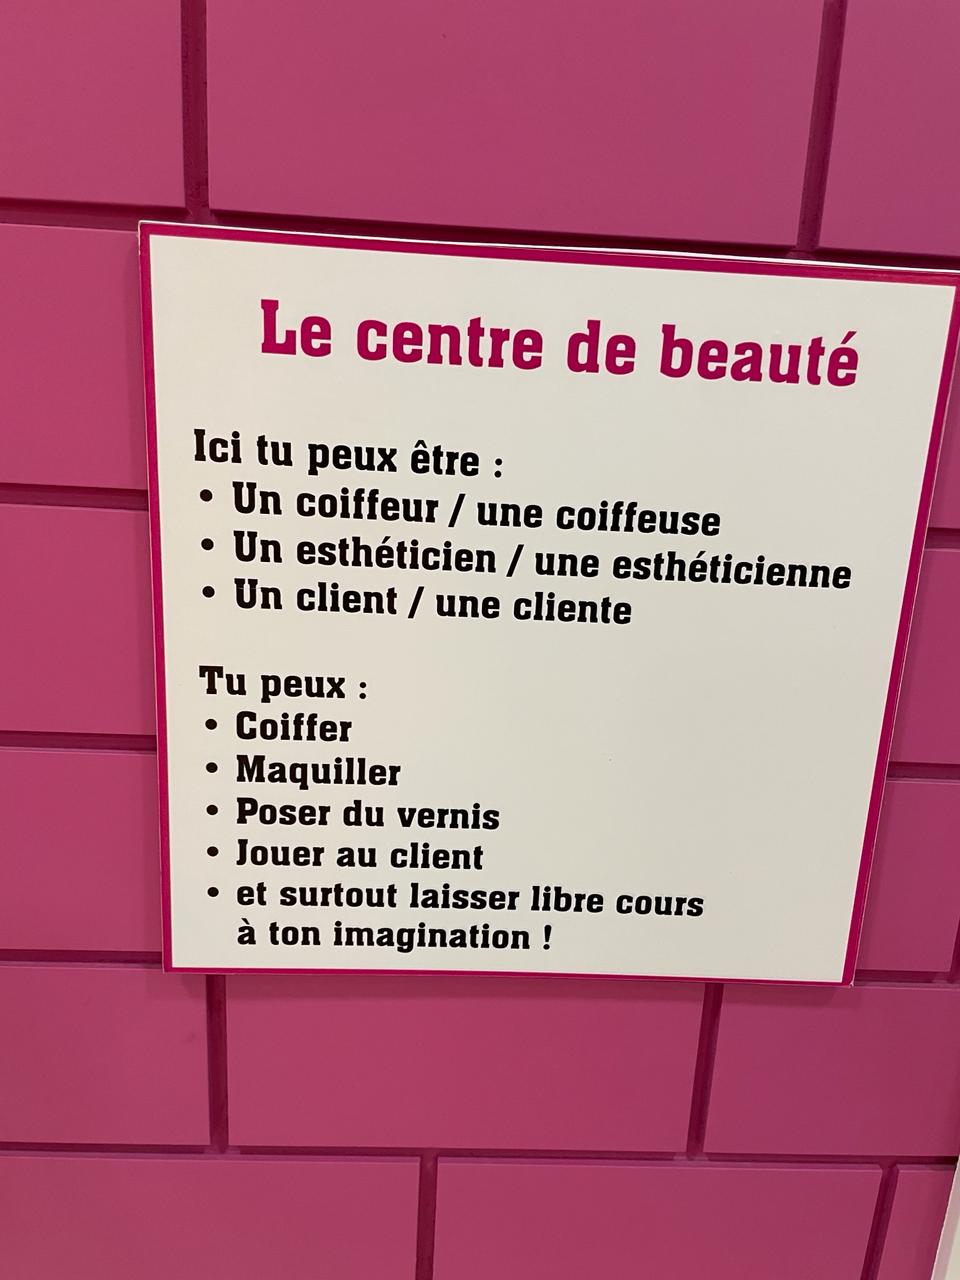 Le centre de beauté
Ici tu peux être :
• Un coiffeur / une coiffeuse
• Un esthéticien / une esthéticienne
• Un client / une cliente
Tu peux :
• Coiffer
• Maquiller
• Poser du vernis
• Jouer au client
• et surtout laisser libre cours
à ton imagination !